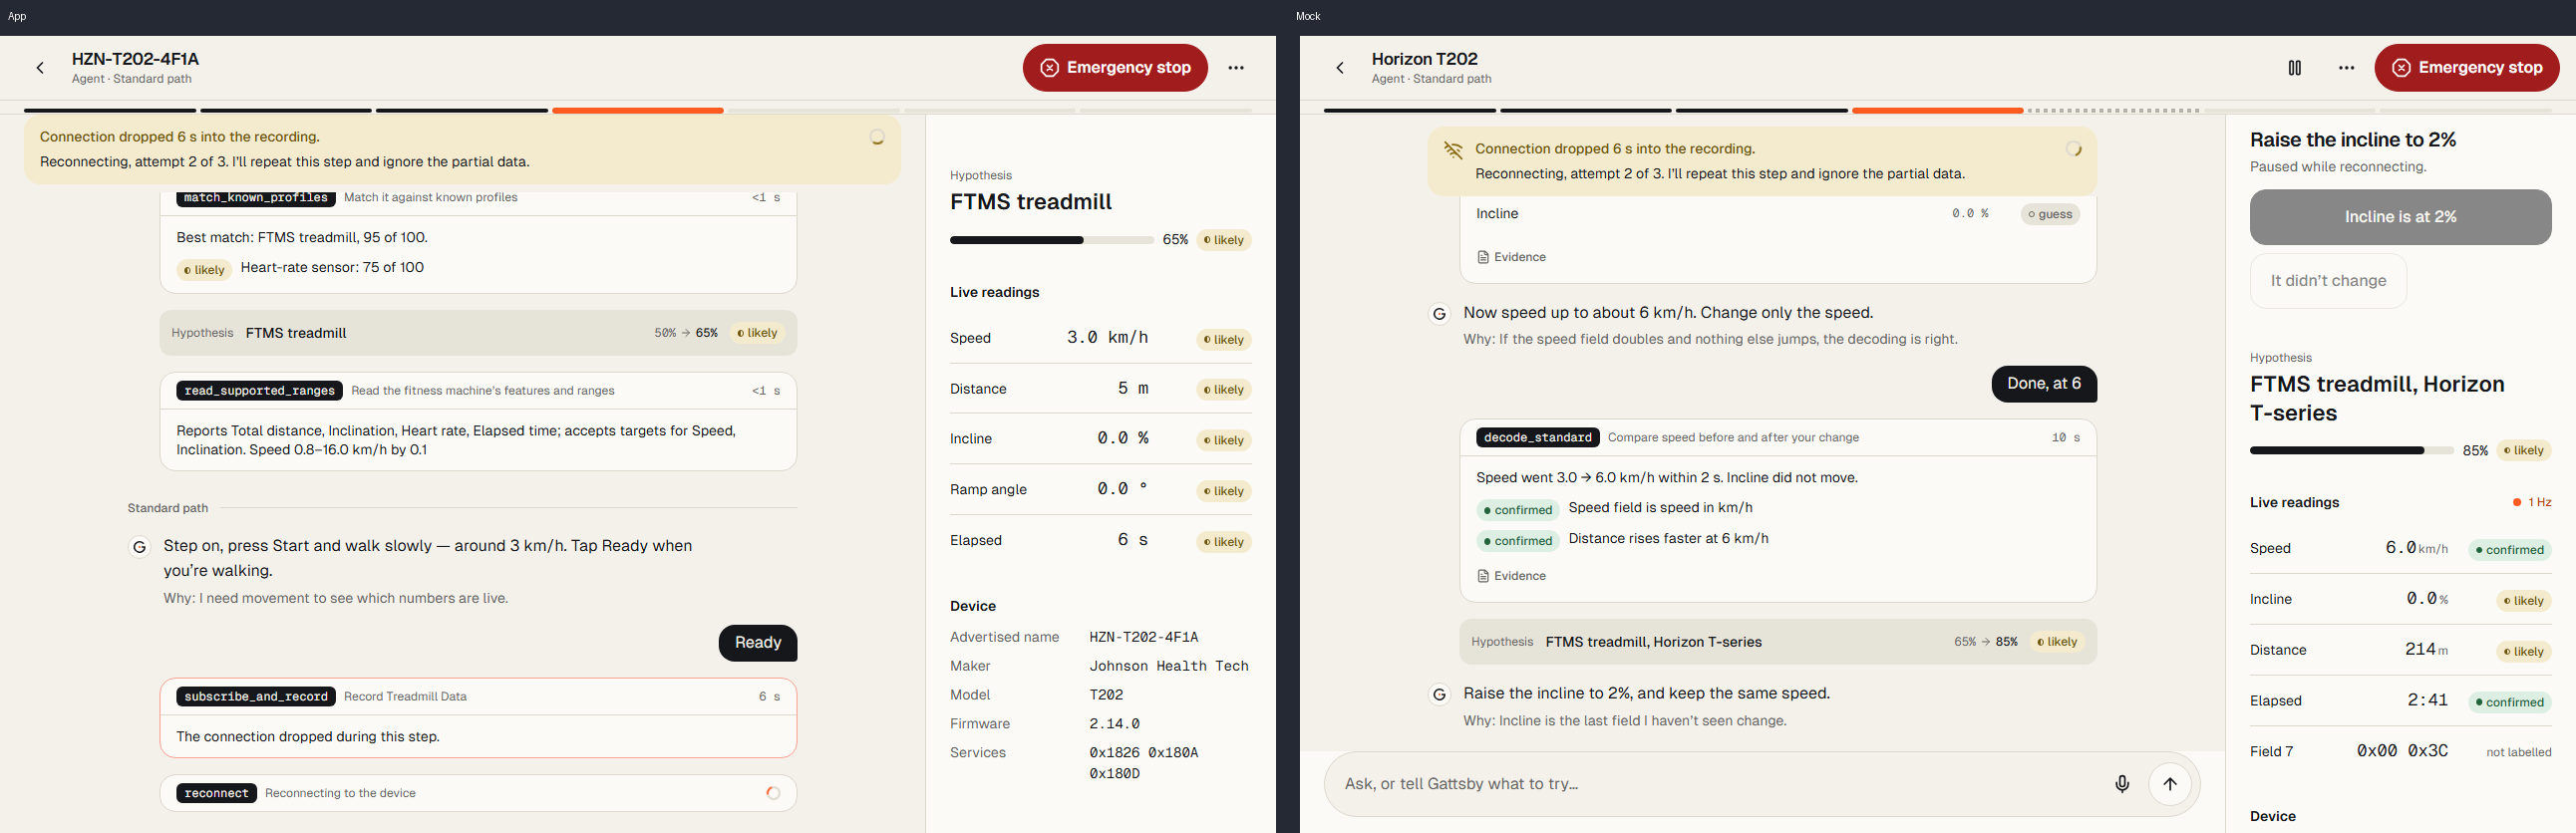 App
HZN-T202-4F1A
Agent · Standard path
Emergency stop
Connection dropped 6 s into the recording.
Reconnecting, attempt 2 of 3. I’ll repeat this step and ignore the partial data.
match_known_profiles Match it against known profiles <1 s
Best match: FTMS treadmill, 95 of 100.
likely Heart-rate sensor: 75 of 100
Hypothesis FTMS treadmill 50% → 65% likely
read_supported_ranges Read the fitness machine’s features and ranges <1 s
Reports Total distance, Inclination, Heart rate, Elapsed time; accepts targets for Speed,
Inclination. Speed 0.8–16.0 km/h by 0.1
Standard path
G Step on, press Start and walk slowly — around 3 km/h. Tap Ready when
you’re walking.
Why: I need movement to see which numbers are live.
Ready
subscribe_and_record Record Treadmill Data 6 s
The connection dropped during this step.
reconnect Reconnecting to the device
Hypothesis
FTMS treadmill
65% likely
Live readings
Speed 3.0 km/h likely
Distance 5 m likely
Incline 0.0 % likely
Ramp angle 0.0 ° likely
Elapsed 6 s likely
Device
Advertised name HZN-T202-4F1A
Maker Johnson Health Tech
Model T202
Firmware 2.14.0
Services 0x1826 0x180A
0x180D
Mock
Horizon T202
Agent · Standard path
Emergency stop
Connection dropped 6 s into the recording.
Reconnecting, attempt 2 of 3. I’ll repeat this step and ignore the partial data.
Incline 0.0 % guess
Evidence
G Now speed up to about 6 km/h. Change only the speed.
Why: If the speed field doubles and nothing else jumps, the decoding is right.
Done, at 6
decode_standard Compare speed before and after your change 10 s
Speed went 3.0 → 6.0 km/h within 2 s. Incline did not move.
confirmed Speed field is speed in km/h
confirmed Distance rises faster at 6 km/h
Evidence
Hypothesis FTMS treadmill, Horizon T-series 65% → 85% likely
G Raise the incline to 2%, and keep the same speed.
Why: Incline is the last field I haven’t seen change.
Ask, or tell Gattsby what to try…
Raise the incline to 2%
Paused while reconnecting.
Incline is at 2%
It didn’t change
Hypothesis
FTMS treadmill, Horizon
T-series
85% likely
Live readings 1 Hz
Speed 6.0 km/h confirmed
Incline 0.0 % likely
Distance 214 m likely
Elapsed 2:41 confirmed
Field 7 0x00 0x3C not labelled
Device